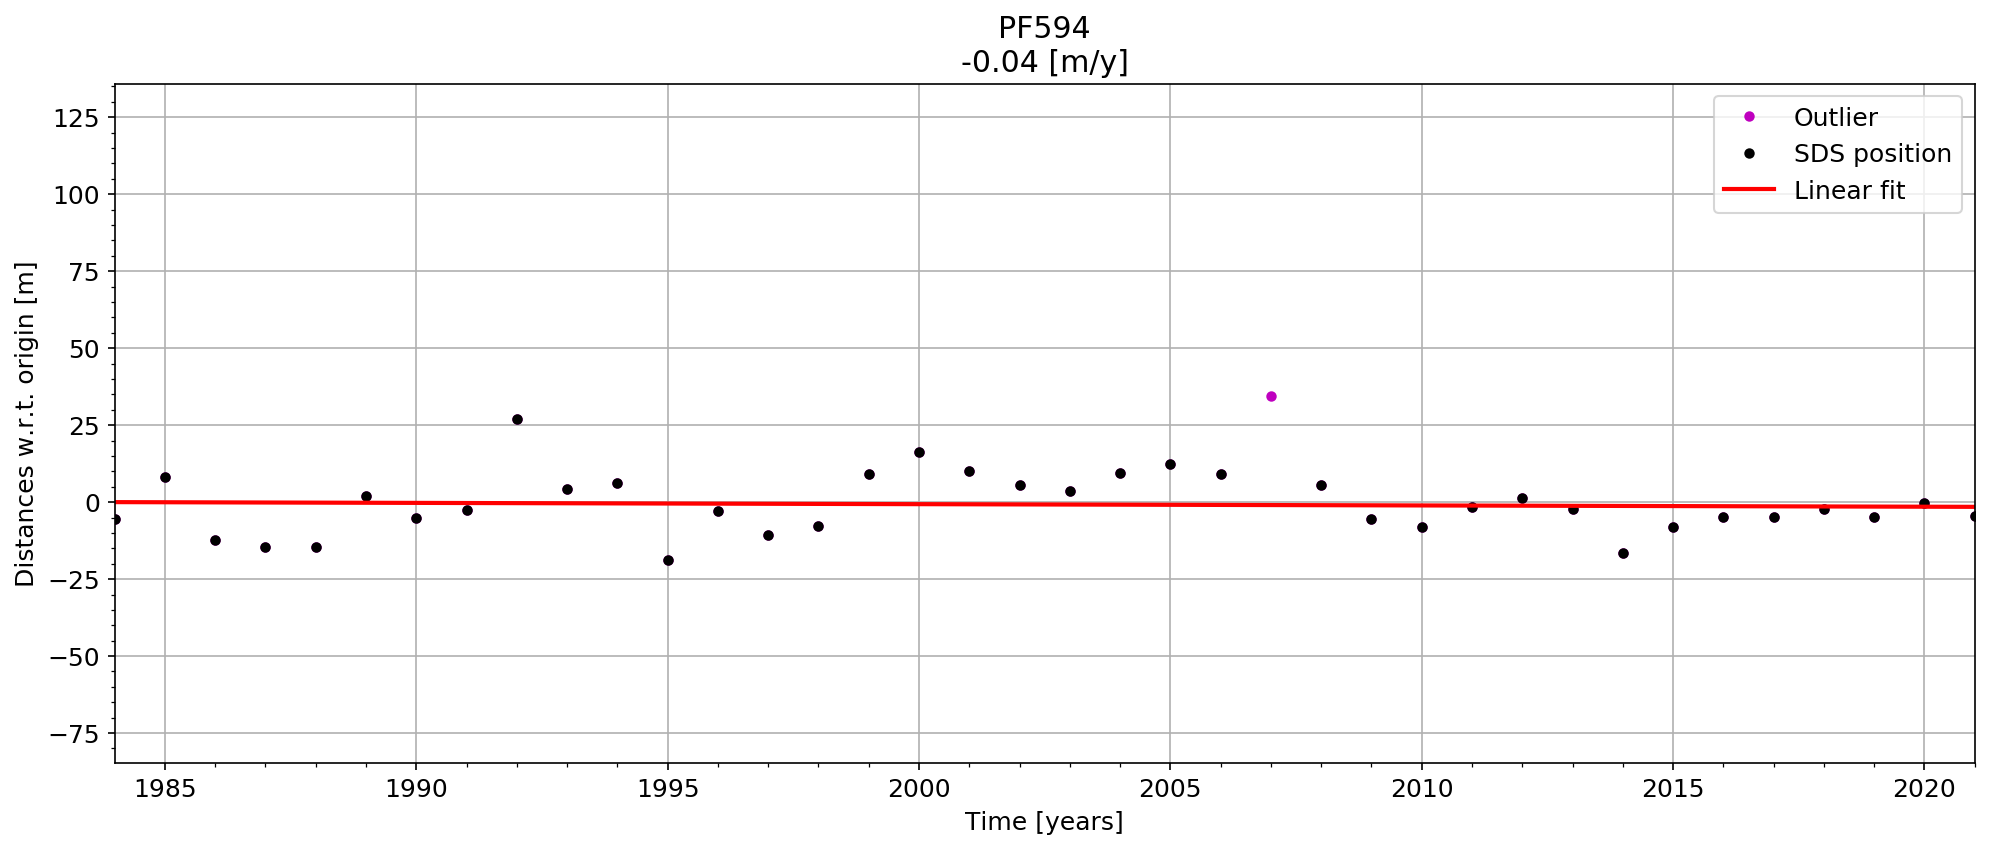 PF594
-0.04 [m/y]
125
100
75
50
25
0
−25
−50
−75
Distances w.r.t. origin [m]
Outlier
SDS position
Linear fit
1985 1990 1995 2000 2005 2010 2015 2020
Time [years]